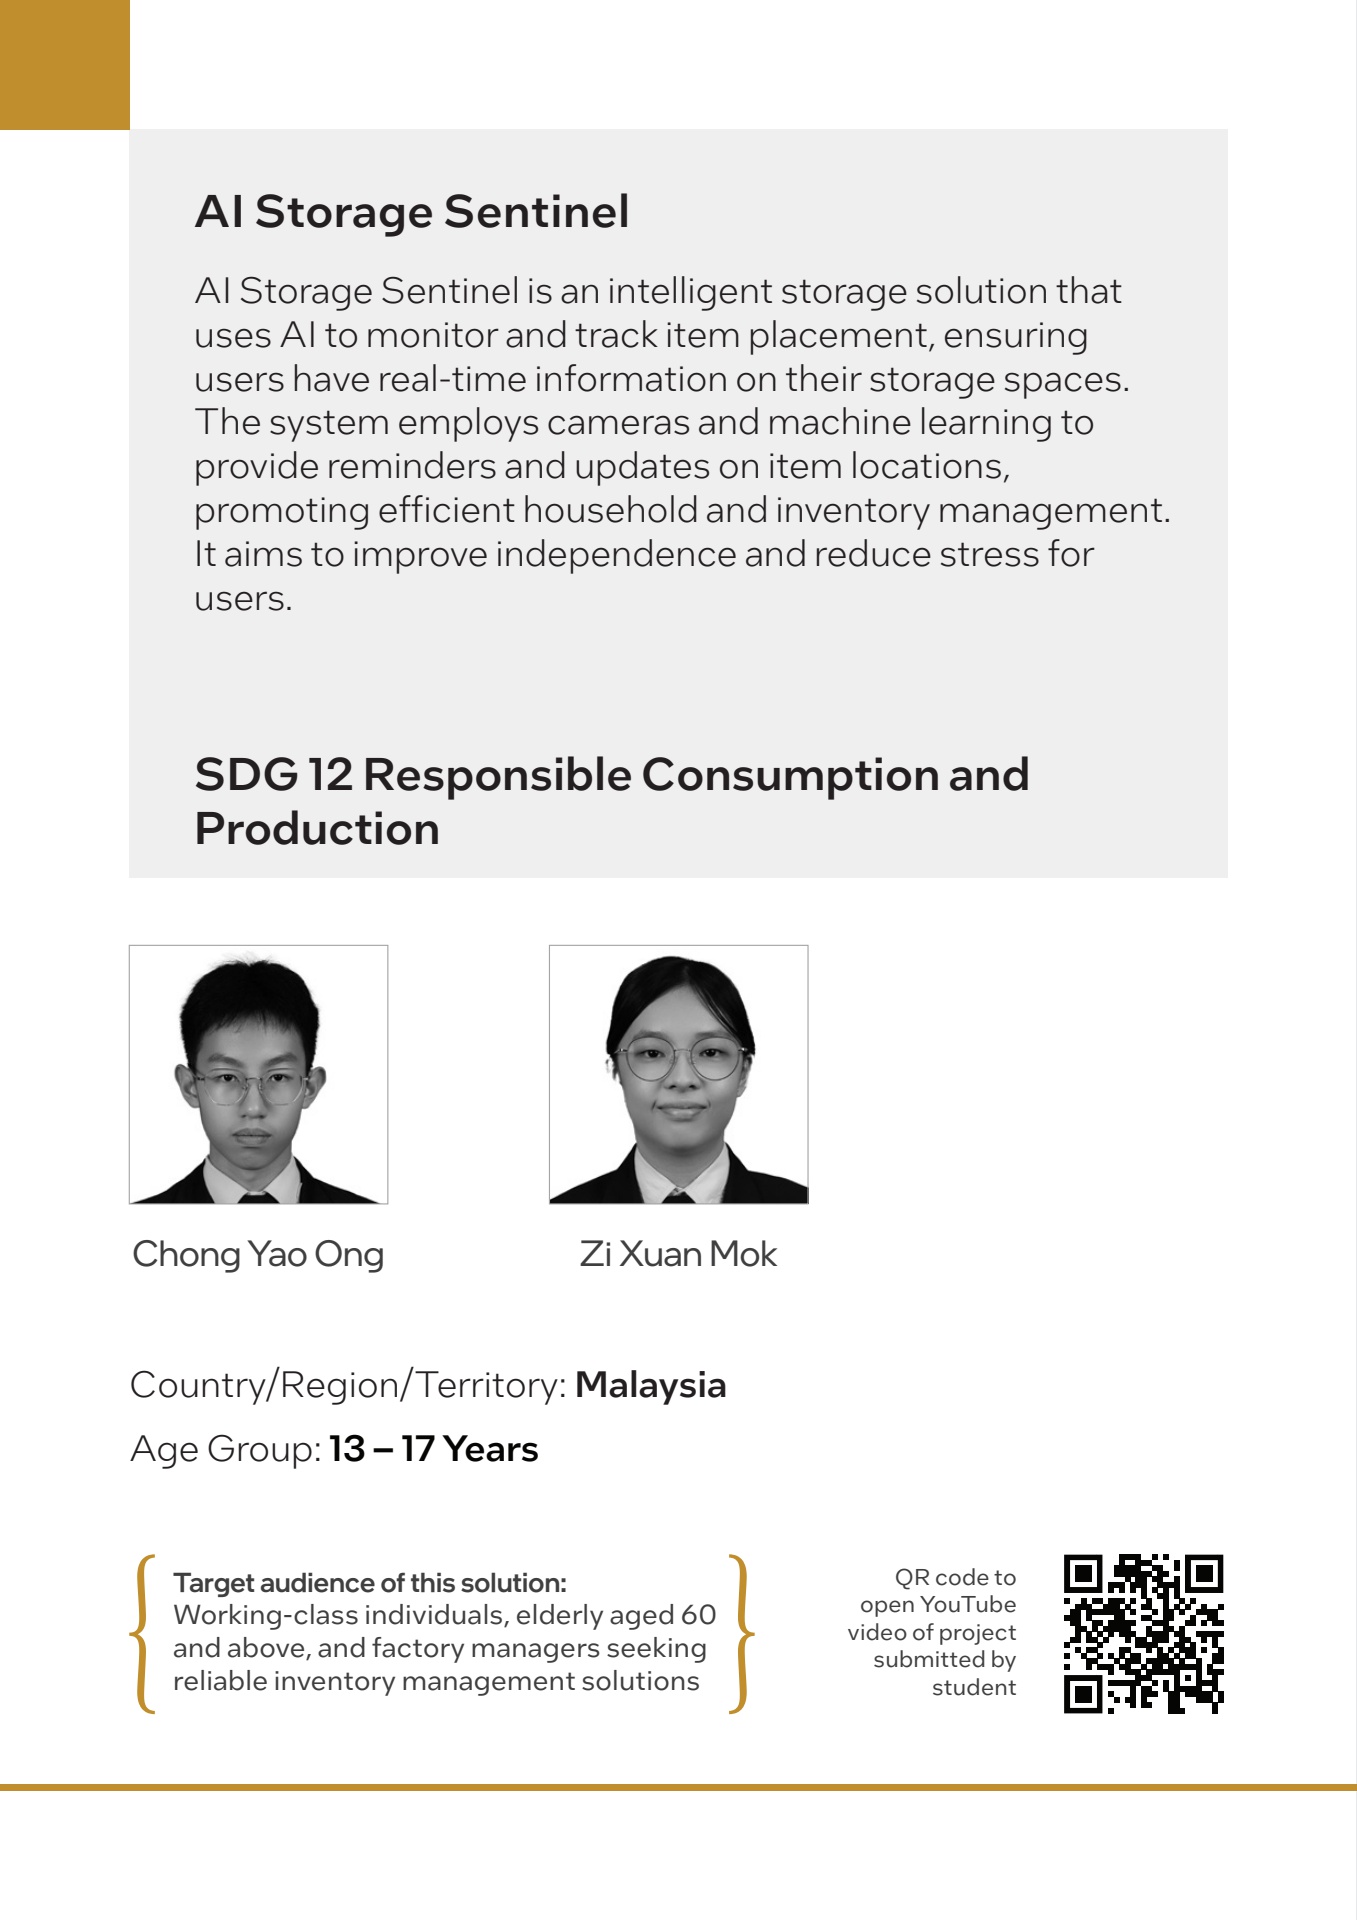 AI Storage Sentinel
AI Storage Sentinel is an intelligent storage solution that
uses AI to monitor and track item placement, ensuring
users have real-time information on their storage spaces.
The system employs cameras and machine learning to
provide reminders and updates on item locations,
promoting efficient household and inventory management.
It aims to improve independence and reduce stress for
users.
SDG 12 Responsible Consumption and
Production
Chong Yao Ong
Zi Xuan Mok
Country/Region/Territory: Malaysia
Age Group: 13 – 17 Years
Target audience of this solution:
Working-class individuals, elderly aged 60
and above, and factory managers seeking
reliable inventory management solutions
QR code to
open YouTube
video of project
submitted by
student